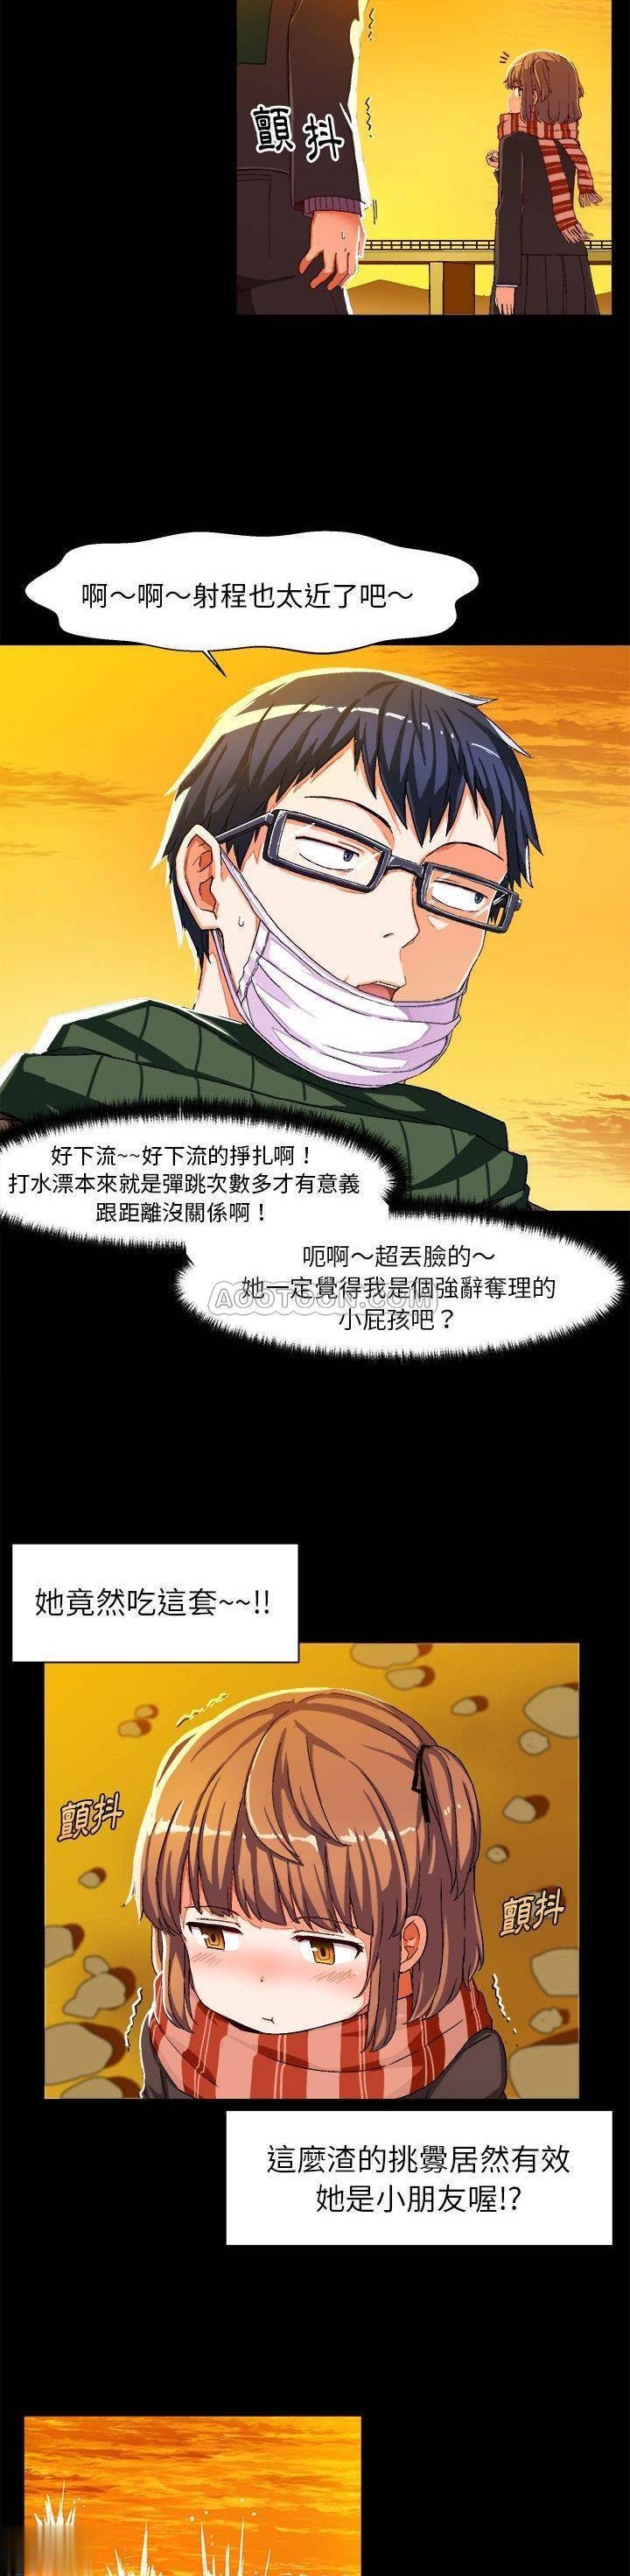 顫抖
啊～啊～射程也太近了吧～
好下流~~好下流的掙扎啊！
打水漂本來就是彈跳次數多才有意義
跟距離沒關係啊！
呃啊～超丟臉的～
她一定覺得我是個強辭奪理的
小屁孩吧？
AOOTOON.COM
她竟然吃這套~~!!
顫抖
顫抖
這麼渣的挑釁居然有效
她是小朋友喔!?